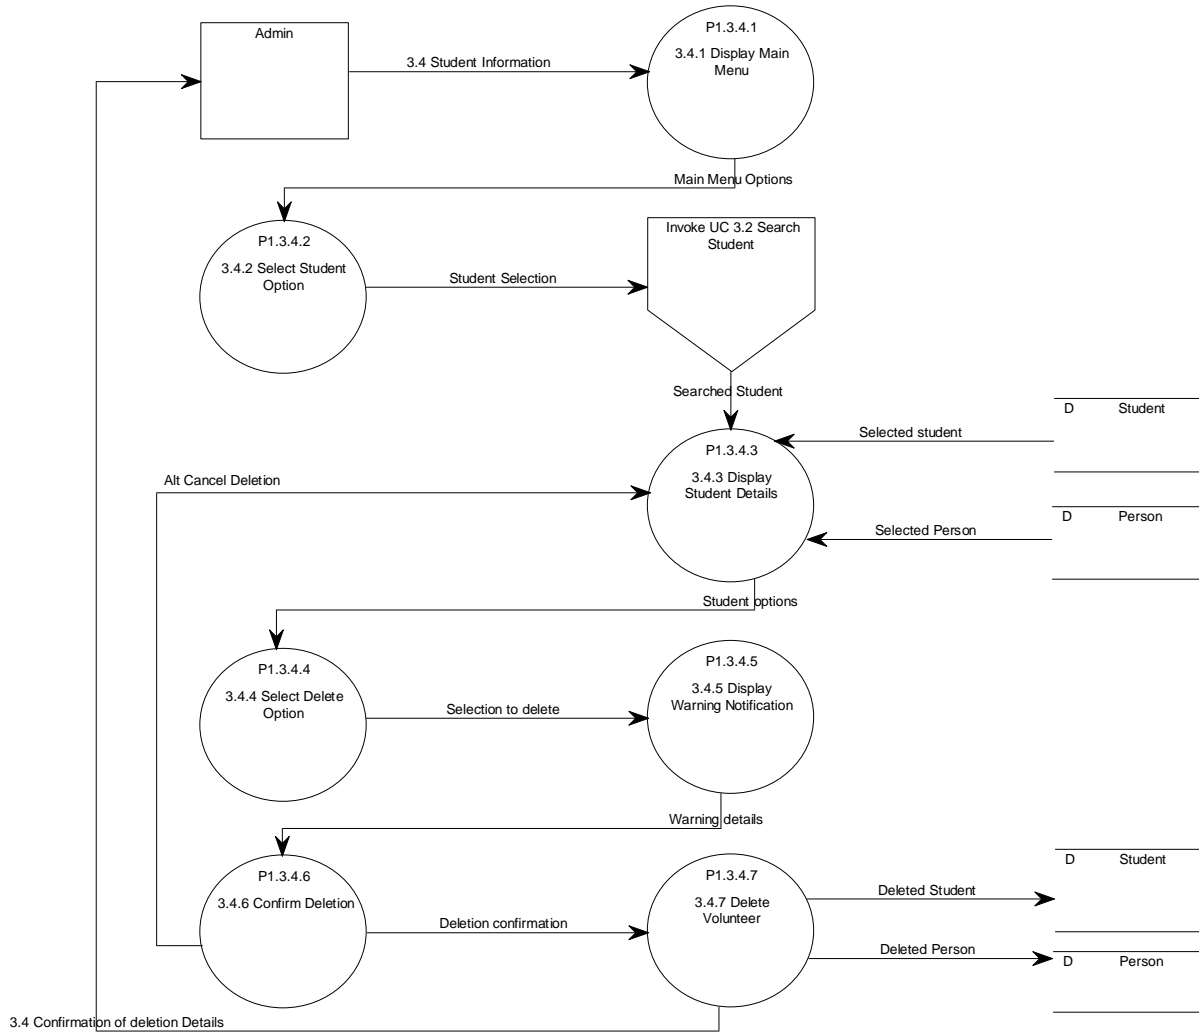 Admin
3.4 Student Information
P1.3.4.1
3.4.1 Display Main
Menu
Main Menu Options
P1.3.4.2
3.4.2 Select Student
Option
Student Selection
Invoke UC 3.2 Search
Student
Searched Student
D Student
Selected student
P1.3.4.3
3.4.3 Display
Student Details
Alt Cancel Deletion
D Person
Selected Person
Student options
P1.3.4.4
3.4.4 Select Delete
Option
Selection to delete
P1.3.4.5
3.4.5 Display
Warning Notification
Warning details
P1.3.4.6
3.4.6 Confirm Deletion
Deletion confirmation
P1.3.4.7
3.4.7 Delete
Volunteer
D Student
Deleted Student
Deleted Person
D Person
3.4 Confirmation of deletion Details